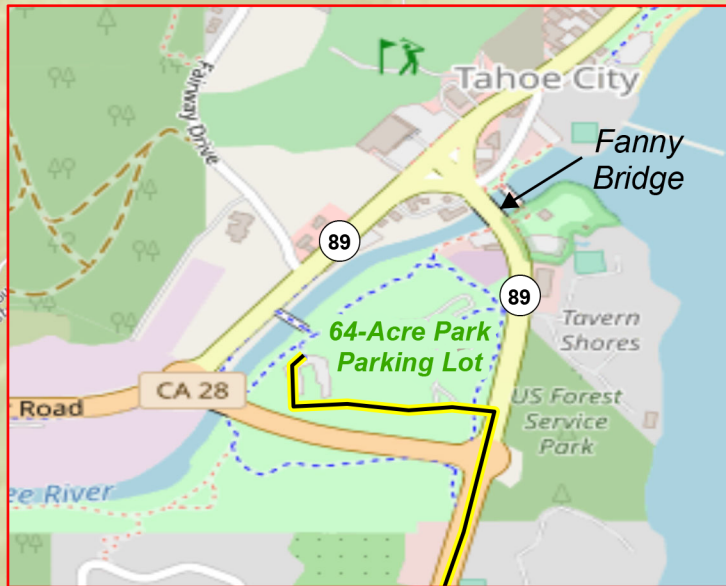 Tahoe City
Fairway Drive
Fanny
Bridge
89
89
64-Acre Park
Parking Lot
Tavern
Shores
CA 28
Road
US Forest
Service
Park
ee River